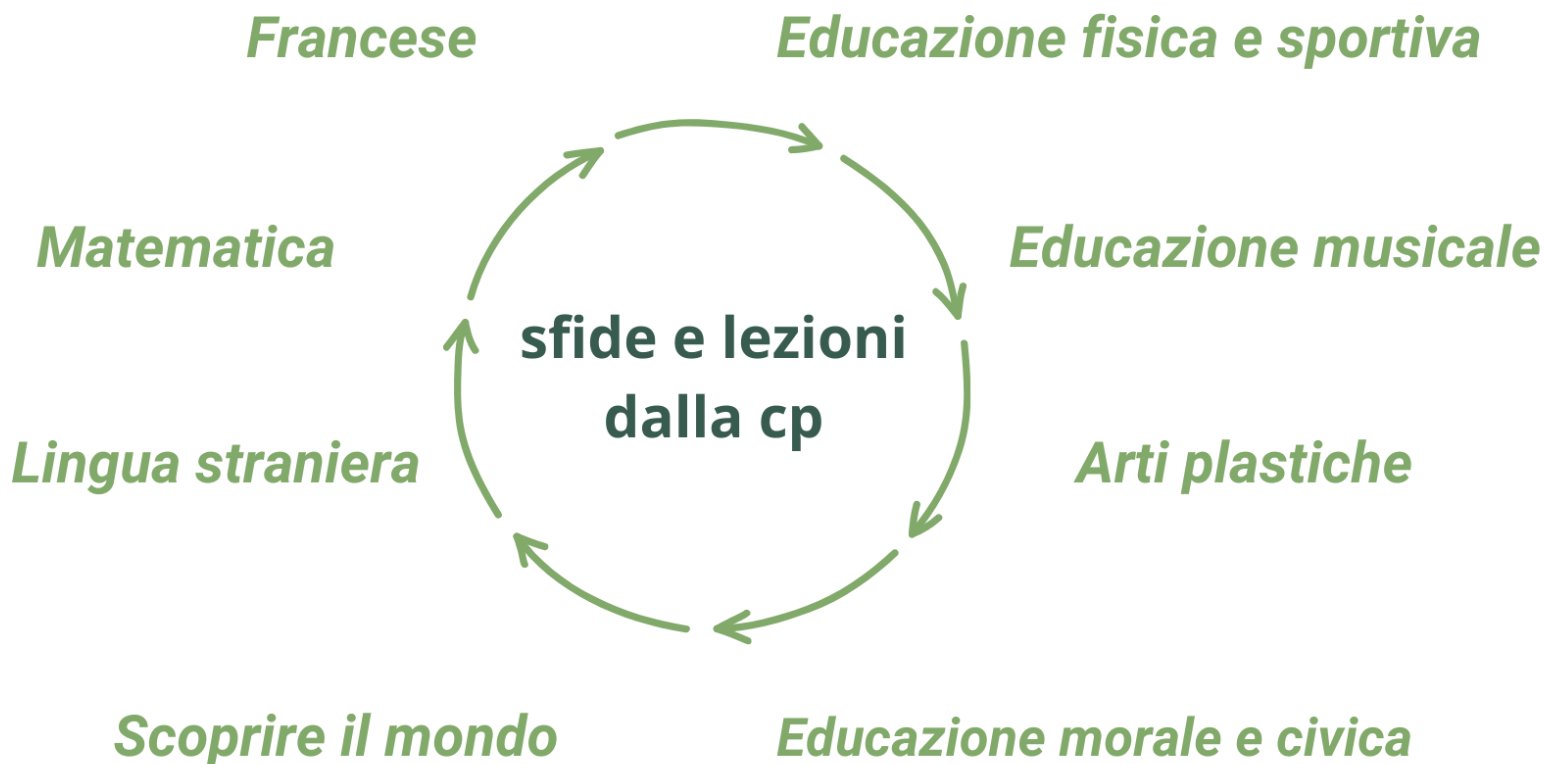 Francese
Educazione fisica e sportiva
Matematica
Educazione musicale
sfide e lezioni
dalla cp
Lingua straniera
Arti plastiche
Scoprire il mondo
Educazione morale e civica